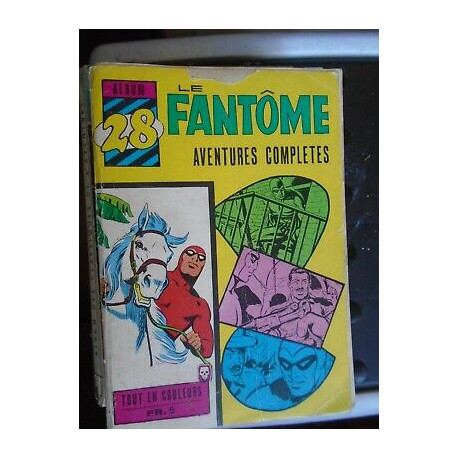 ALBUM
28
LE
FANTÔME
AVENTURES COMPLETES
TOUT EN COULEURS
FR. 5